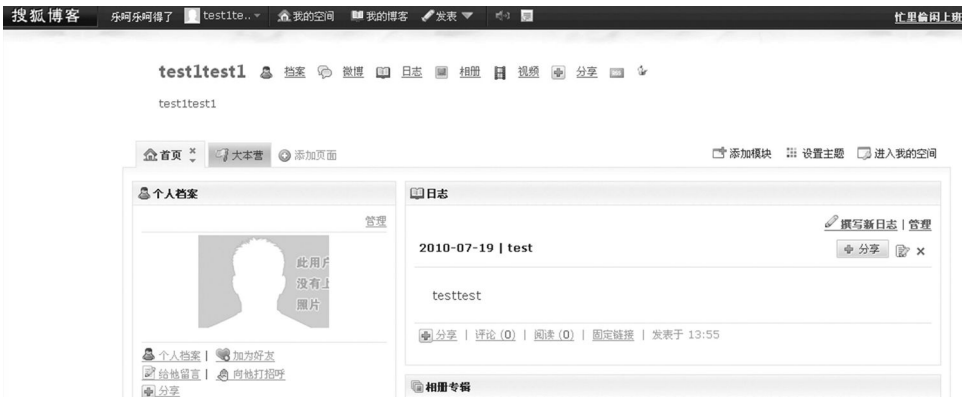 搜狐博客 乐呵乐呵得了 test1te.. 我的空间 我的博客 发表 忙里偷闲上班
test1test1 档案 微博 日志 相册 视频 分享
test1test1
首页 大本营 添加页面 添加模块 设置主题 进入我的空间
个人档案 日志
管理 撰写新日志 | 管理
2010-07-19 | test 分享
此用户
没有上
照片
testtest
分享 | 评论 (0) | 阅读 (0) | 固定链接 | 发表于 13:55
个人档案 | 加为好友
给他留言 | 向他打招呼
分享 相册专辑